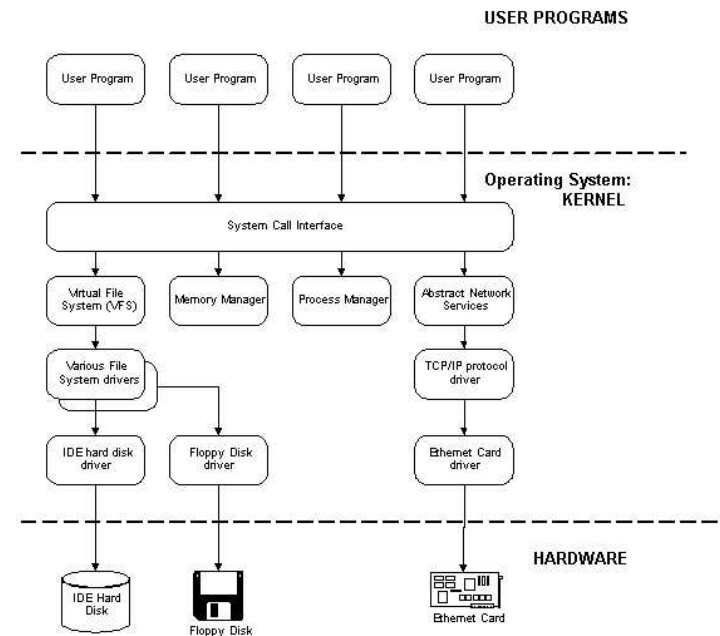 USER PROGRAMS
User Program
User Program
User Program
User Program
Operating System:
KERNEL
System Call Interface
Virtual File
System (VFS)
Memory Manager
Process Manager
Abstract Network
Services
Various File
System drivers
TCP/IP protocol
driver
IDE hard disk
driver
Floppy Disk
driver
Ethernet Card
driver
HARDWARE
IDE Hard
Disk
Floppy Disk
Ethernet Card